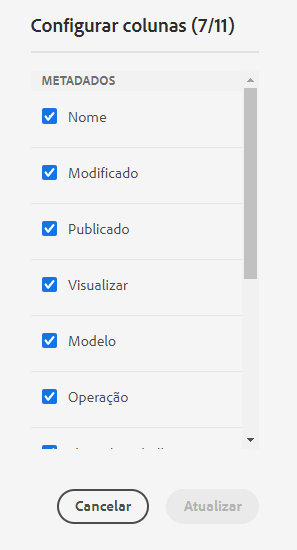 Configurar colunas (7/11)
METADADOS
Nome
Modificado
Publicado
Visualizar
Modelo
Operação
Cancelar
Atualizar